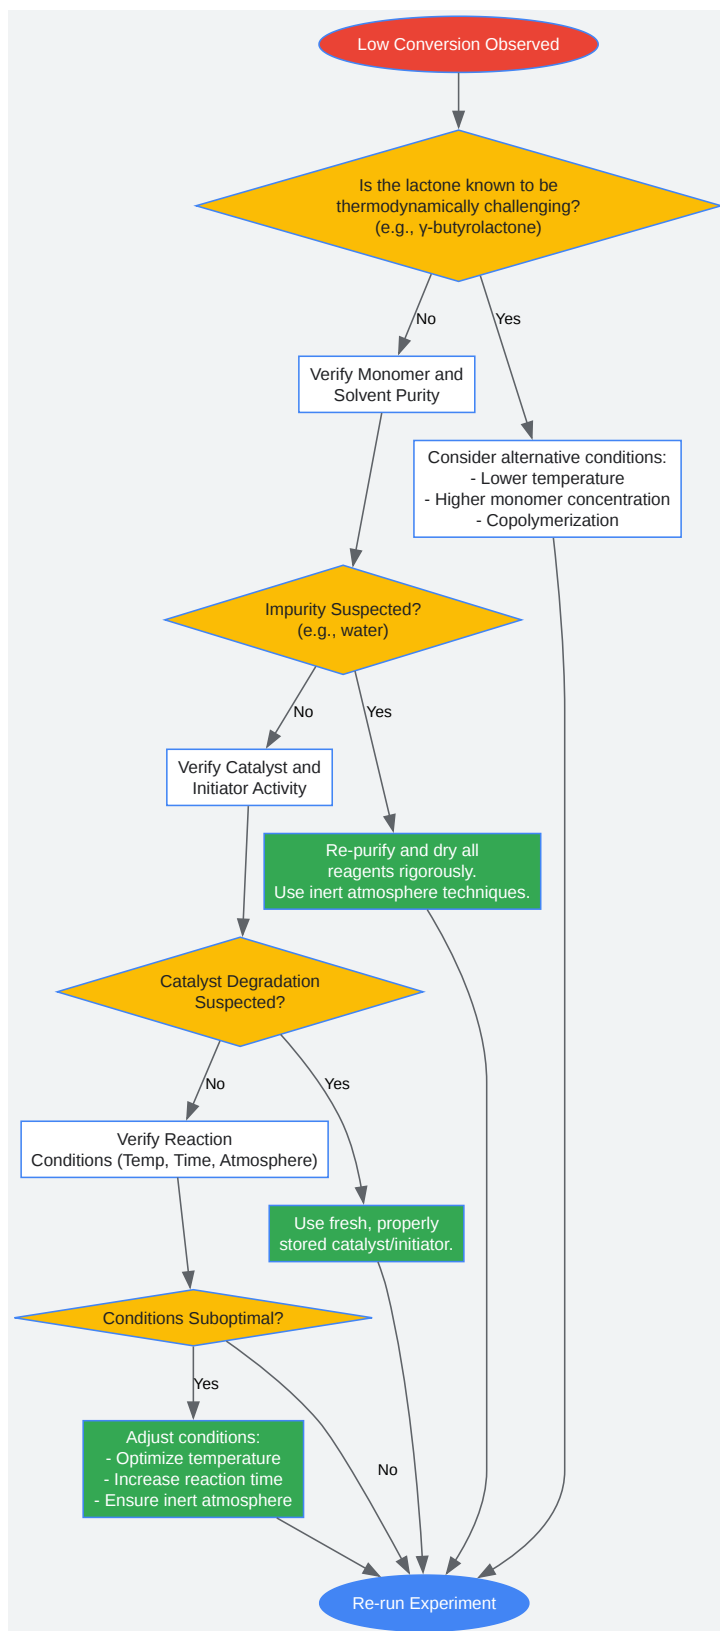 Low Conversion Observed
Is the lactone known to be
thermodynamically challenging?
(e.g., γ-butyrolactone)
No
Yes
Verify Monomer and
Solvent Purity
Consider alternative conditions:
- Lower temperature
- Higher monomer concentration
- Copolymerization
Impurity Suspected?
(e.g., water)
No
Yes
Verify Catalyst and
Initiator Activity
Re-purify and dry all
reagents rigorously.
Use inert atmosphere techniques.
Catalyst Degradation
Suspected?
No
Yes
Verify Reaction
Conditions (Temp, Time, Atmosphere)
Use fresh, properly
stored catalyst/initiator.
Conditions Suboptimal?
Yes
No
Adjust conditions:
- Optimize temperature
- Increase reaction time
- Ensure inert atmosphere
Re-run Experiment